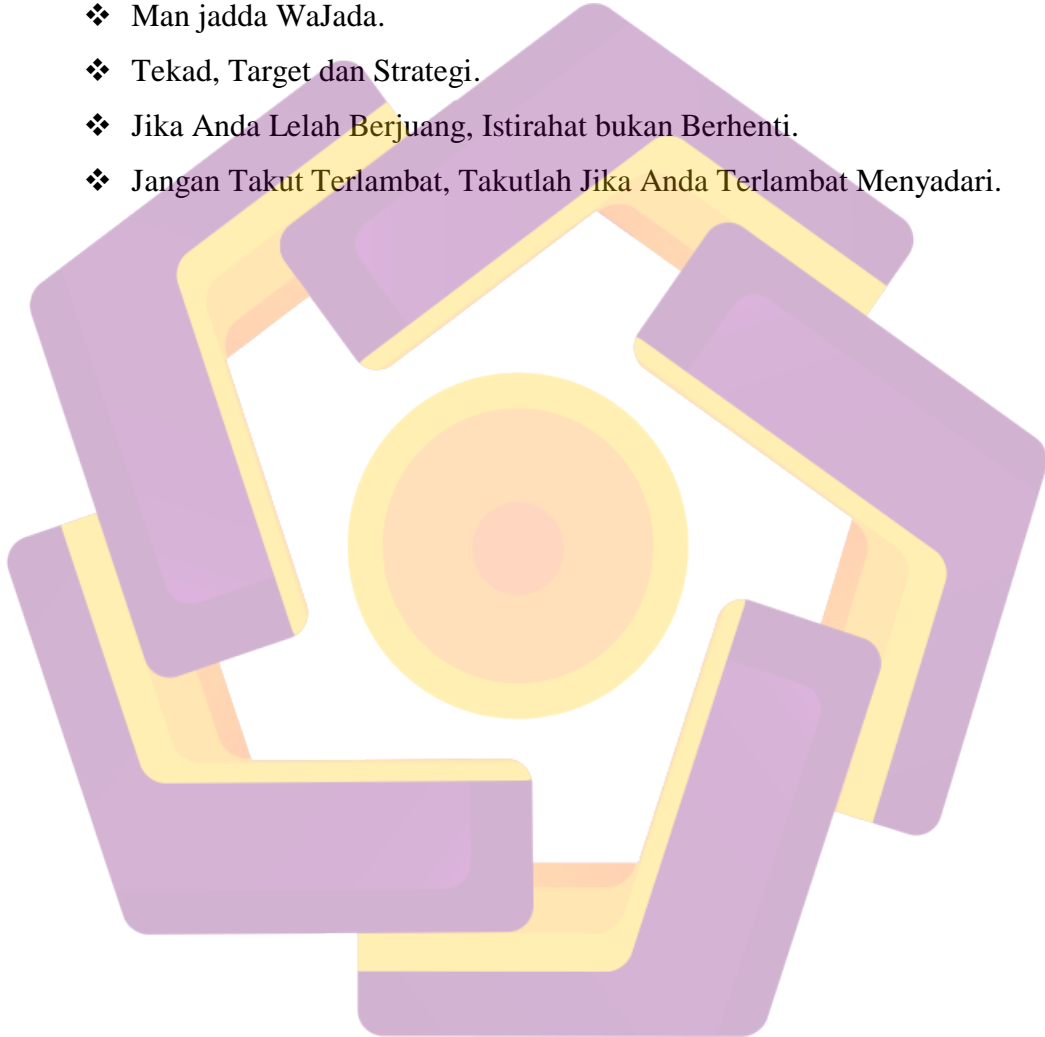 ❖ Man jadda WaJada.
❖ Tekad, Target dan Strategi.
❖ Jika Anda Lelah Berjuang, Istirahat bukan Berhenti.
❖ Jangan Takut Terlambat, Takutlah Jika Anda Terlambat Menyadari.